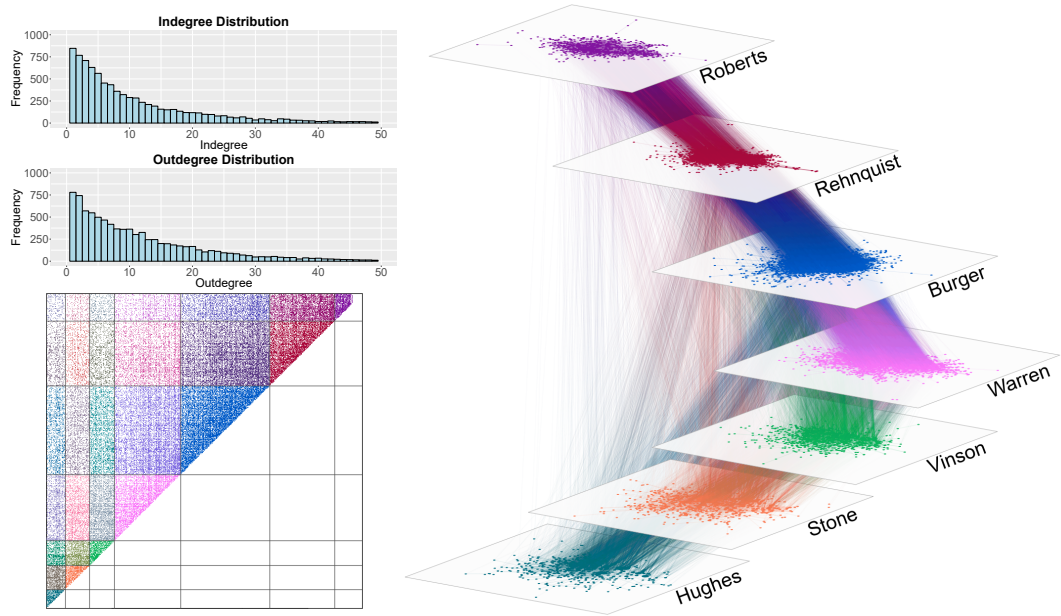 Indegree Distribution
1000
750
500
250
0
Frequency
0 10 20 30 40 50
Indegree
Outdegree Distribution
1000
750
500
250
0
Frequency
0 10 20 30 40 50
Outdegree
Roberts
Rehnquist
Burger
Warren
Vinson
Stone
Hughes